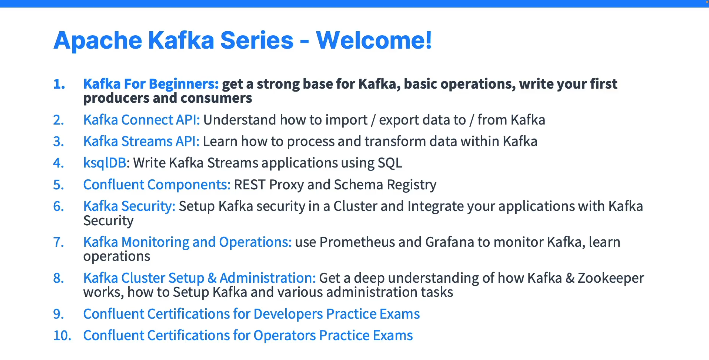 Apache Kafka Series - Welcome!
1. Kafka For Beginners: get a strong base for Kafka, basic operations, write your first
producers and consumers
2. Kafka Connect API: Understand how to import / export data to / from Kafka
3. Kafka Streams API: Learn how to process and transform data within Kafka
4. ksqlDB: Write Kafka Streams applications using SQL
5. Confluent Components: REST Proxy and Schema Registry
6. Kafka Security: Setup Kafka security in a Cluster and Integrate your applications with Kafka
Security
7. Kafka Monitoring and Operations: use Prometheus and Grafana to monitor Kafka, learn
operations
8. Kafka Cluster Setup & Administration: Get a deep understanding of how Kafka & Zookeeper
works, how to Setup Kafka and various administration tasks
9. Confluent Certifications for Developers Practice Exams
10. Confluent Certifications for Operators Practice Exams